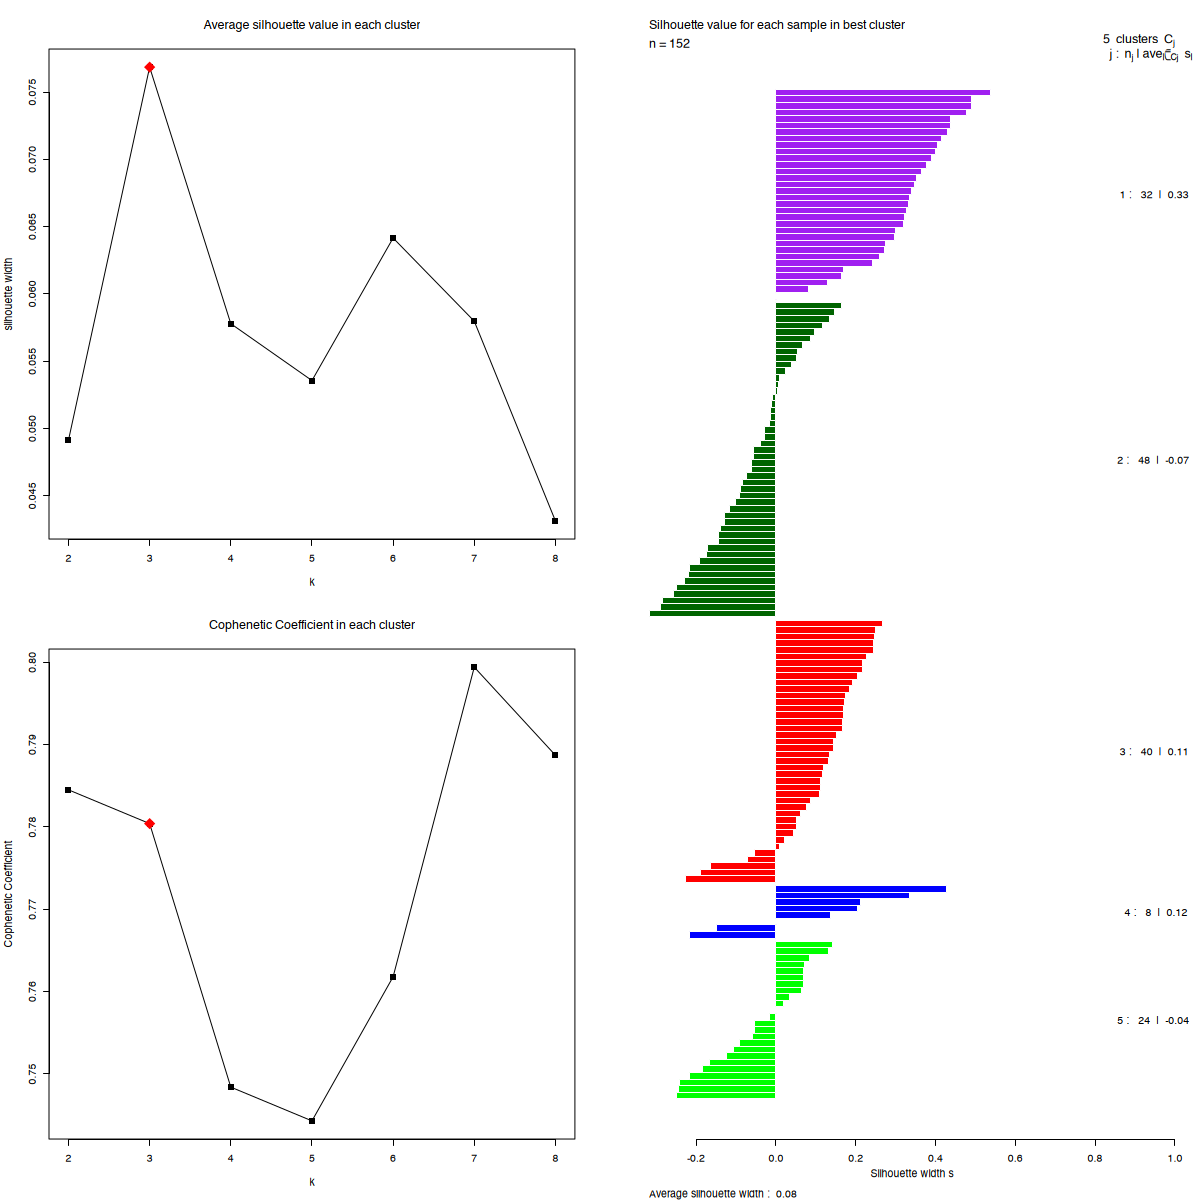 Average silhouette value in each cluster
0.075
0.070
0.065
0.060
0.055
0.050
0.045
silhouette width
2 3 4 5 6 7 8
k
Cophenetic Coefficient in each cluster
0.80
0.79
0.78
0.77
0.76
0.75
Cophenetic Coefficient
2 3 4 5 6 7 8
k
Silhouette value for each sample in best cluster
n = 152
5 clusters Cj
j : nj | ave i∈Cj si
1 : 32 | 0.33
2 : 48 | -0.07
3 : 40 | 0.11
4 : 8 | 0.12
5 : 24 | -0.04
-0.2 0.0 0.2 0.4 0.6 0.8 1.0
Silhouette width s
Average silhouette width : 0.08